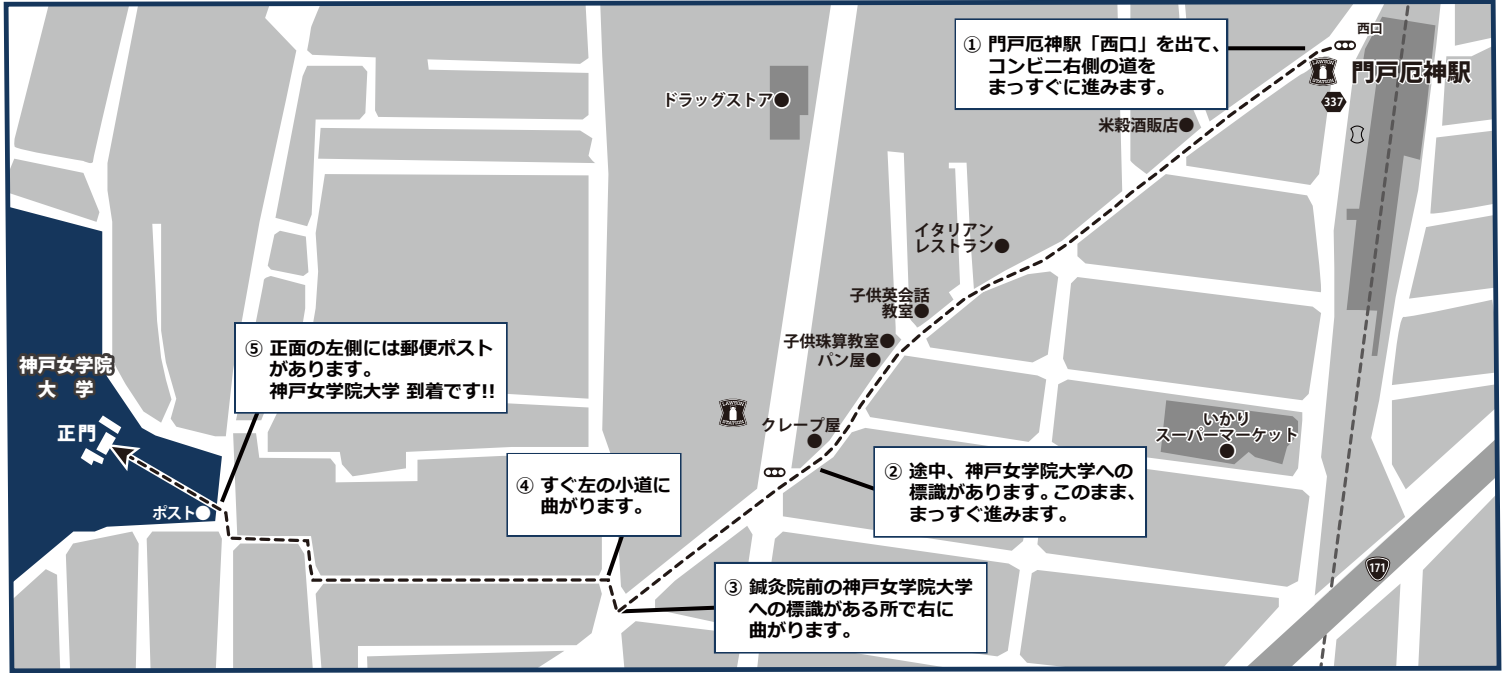 ① 門戸厄神駅「西口」を出て、
コンビニ右側の道を
まっすぐに進みます。
西口
門戸厄神駅
337
ドラッグストア
米穀酒販店
イタリアン
レストラン
子供英会話
教室
子供珠算教室
パン屋
クレープ屋
いかり
スーパーマーケット
② 途中、神戸女学院大学への
標識があります。このまま、
まっすぐ進みます。
171
③ 鍼灸院前の神戸女学院大学
への標識がある所で右に
曲がります。
④ すぐ左の小道に
曲がります。
⑤ 正面の左側には郵便ポスト
があります。
神戸女学院大学 到着です!!
神戸女学院
大 学
正門
ポスト